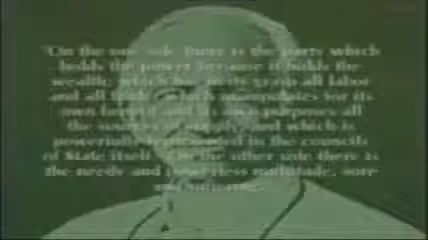 "On the one side there is the party which
holds the power because it holds the
wealth; which has in its grasp all labor
and all trade; which manipulates for its
own benefit and its own purposes all
the sources of supply, and which is
powerfully represented in the councils
of State itself. On the other side there is
the needy and powerless multitude, sore
and suffering.